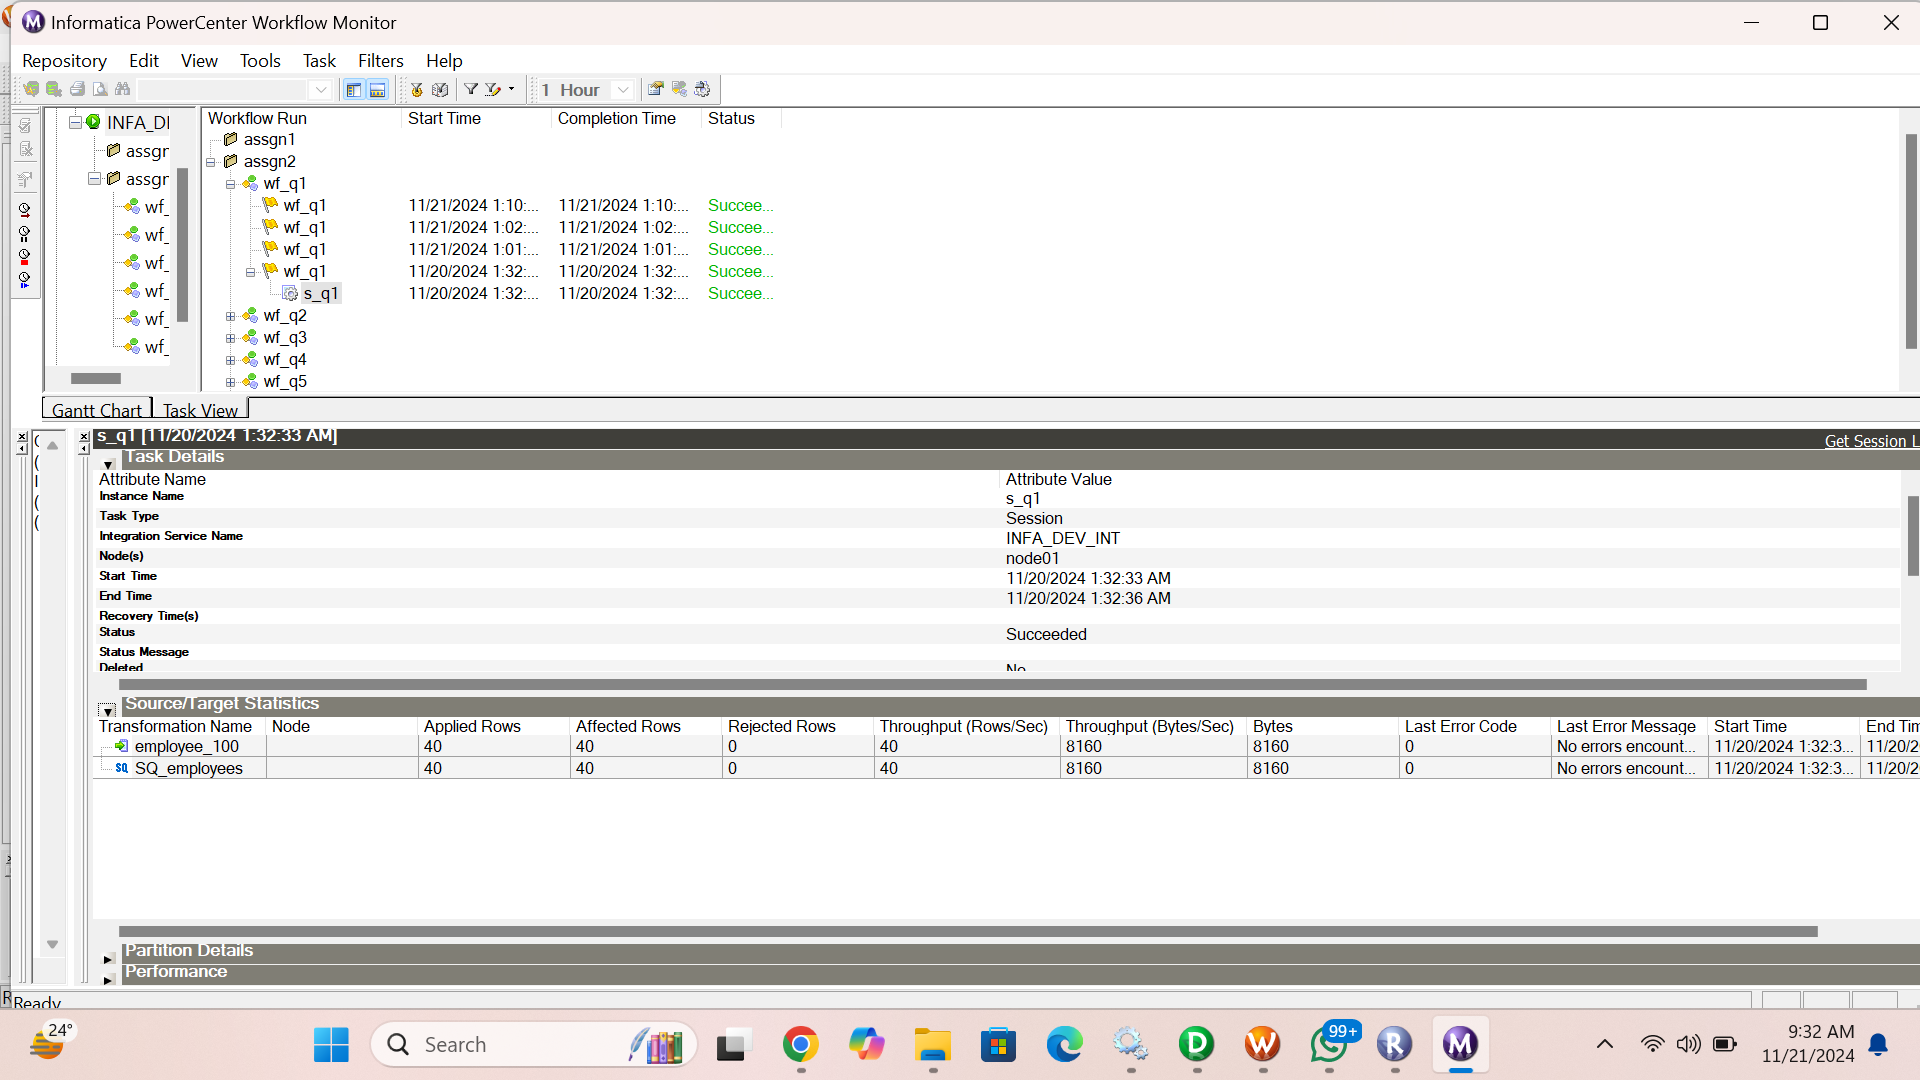 Informatica PowerCenter Workflow Monitor
Repository Edit View Tools Task Filters Help
1 Hour
INFA_DI
assgr
assgr
wf_
wf_
wf_
wf_
wf_
wf_
Workflow Run Start Time Completion Time Status
assgn1
assgn2
wf_q1
wf_q1 11/21/2024 1:10:... 11/21/2024 1:10:... Succee...
wf_q1 11/21/2024 1:02:... 11/21/2024 1:02:... Succee...
wf_q1 11/21/2024 1:01:... 11/21/2024 1:01:... Succee...
wf_q1 11/20/2024 1:32:... 11/20/2024 1:32:... Succee...
s_q1 11/20/2024 1:32:... 11/20/2024 1:32:... Succee...
wf_q2
wf_q3
wf_q4
wf_q5
Gantt Chart Task View
s_q1 [11/20/2024 1:32:33 AM]
Get Session L
Task Details
Attribute Name Attribute Value
Instance Name s_q1
Task Type Session
Integration Service Name INFA_DEV_INT
Node(s) node01
Start Time 11/20/2024 1:32:33 AM
End Time 11/20/2024 1:32:36 AM
Recovery Time(s)
Status Succeeded
Status Message
Deleted No
Source/Target Statistics
Transformation Name Node Applied Rows Affected Rows Rejected Rows Throughput (Rows/Sec) Throughput (Bytes/Sec) Bytes Last Error Code Last Error Message Start Time End Tim
employee_100 40 40 0 40 8160 8160 0 No errors encount... 11/20/2024 1:32:3... 11/20/2
SQ SQ_employees 40 40 0 40 8160 8160 0 No errors encount... 11/20/2024 1:32:3... 11/20/2
Partition Details
Performance
Ready
24°
Search
99+
9:32 AM
11/21/2024